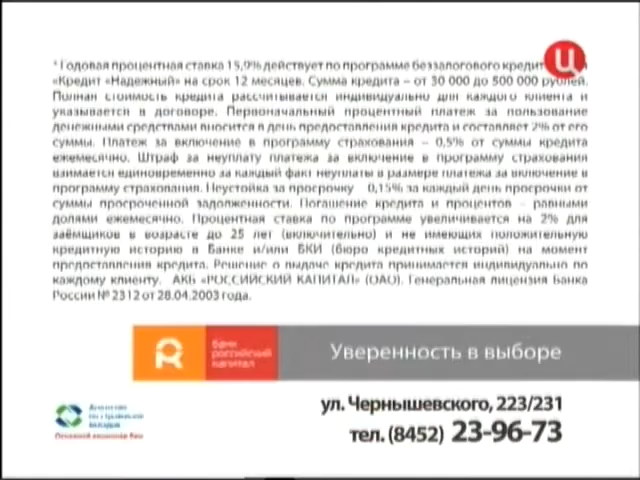 * Годовая процентная ставка 15,9% действует по программе беззалогового
«Кредит «Надежный» на срок 12 месяцев. Сумма кредита – от 30 000 до 500 000 рублей.
Полная стоимость кредита рассчитывается индивидуально для каждого клиента и
указывается в договоре. Первоначальный процентный платеж за пользование
денежными средствами вносится в день предоставления кредита и составляет 2% от его
суммы. Платеж за включение в программу страхования – 0,5% от суммы кредита
ежемесячно. Штраф за неуплату платежа за включение в программу страхования
взимается единовременно за каждый факт неуплаты в размере платежа за включение в
программу страхования. Неустойка за просрочку – 0,15% за каждый день просрочки от
суммы просроченной задолженности. Погашение кредита и процентов – равными
долями ежемесячно. Процентная ставка по программе увеличивается на 2% для
заёмщиков в возрасте до 25 лет (включительно) и не имеющих положительную
кредитную историю в Банке и/или БКИ (бюро кредитных историй) на момент
предоставления кредита. Решение о выдаче кредита принимается индивидуально по
каждому клиенту. АКБ «РОССИЙСКИЙ КАПИТАЛ» (ОАО). Генеральная лицензия Банка
России № 2312 от 28.04.2003 года.
Ц
банк
российский
капитал
Уверенность в выборе
Агентство
по страхованию
вкладов
Основной акционер банка
ул. Чернышевского, 223/231
тел. (8452) 23-96-73